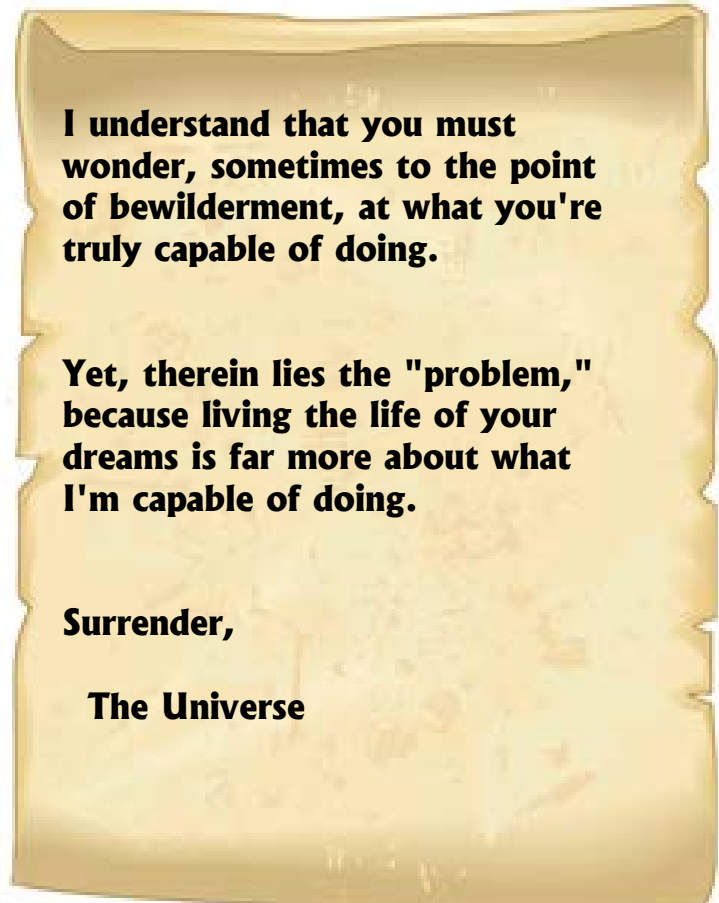 I understand that you must
wonder, sometimes to the point
of bewilderment, at what you're
truly capable of doing.
Yet, therein lies the "problem,"
because living the life of your
dreams is far more about what
I'm capable of doing.
Surrender,
The Universe